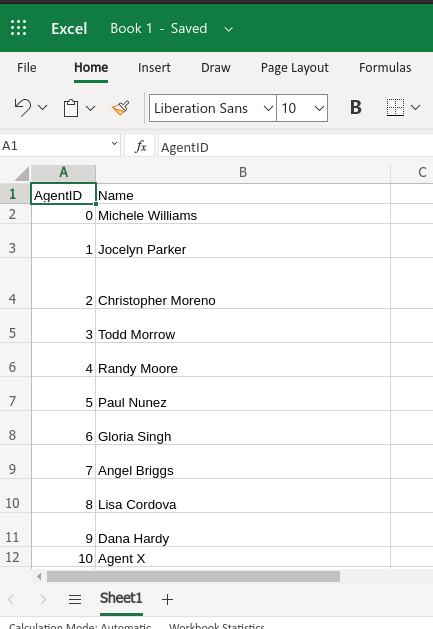 Excel Book 1 - Saved
File Home Insert Draw Page Layout Formulas
Liberation Sans 10 B
A1 fx AgentID
A B C
1 AgentID Name
2 0 Michele Williams
3 1 Jocelyn Parker
4 2 Christopher Moreno
5 3 Todd Morrow
6 4 Randy Moore
7 5 Paul Nunez
8 6 Gloria Singh
9 7 Angel Briggs
10 8 Lisa Cordova
11 9 Dana Hardy
12 10 Agent X
Sheet1
Calculation Mode: Automatic Workbook Statistics